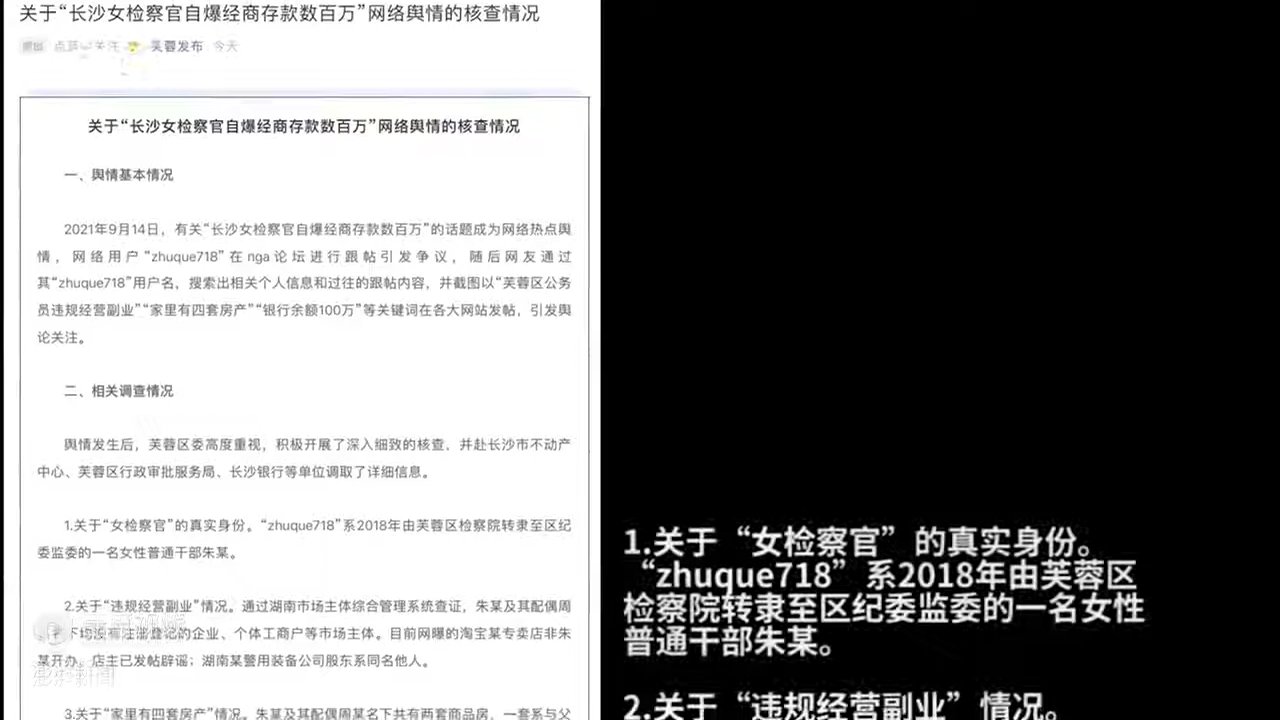 关于“长沙女检察官自爆经商存款数百万”网络舆情的核查情况
关注 芙蓉发布 今天
关于“长沙女检察官自爆经商存款数百万”网络舆情的核查情况
一、舆情基本情况
2021年9月14日，有关“长沙女检察官自爆经商存款数百万”的话题成为网络热点舆
情，网络用户“zhuque718”在nga论坛进行跟帖引发争议，随后网友通过
其“zhuque718”用户名，搜索出相关个人信息和过往的跟帖内容，并截图以“芙蓉区公务
员违规经营副业”“家里有四套房产”“银行余额100万”等关键词在各大网站发帖，引发舆
论关注。
二、相关调查情况
舆情发生后，芙蓉区委高度重视，积极开展了深入细致的核查，并赴长沙市不动产
中心、芙蓉区行政审批服务局、长沙银行等单位调取了详细信息。
1.关于“女检察官”的真实身份。“zhuque718”系2018年由芙蓉区检察院转隶至区纪
委监委的一名女性普通干部朱某。
2.关于“违规经营副业”情况。通过湖南市场主体综合管理系统查证，朱某及其配偶周
下均没有注册登记的企业、个体工商户等市场主体。目前网曝的淘宝某专卖店非朱
某开办，店主已发帖辟谣；湖南某警用装备公司股东系同名他人。
3.关于“家里有四套房产”情况。朱某及其配偶周某名下共有两套商品房，一套系与父
澎湃新闻
1.关于“女检察官”的真实身份。
“zhuque718”系2018年由芙蓉区
检察院转隶至区纪委监委的一名女性
普通干部朱某。
2.关于“违规经营副业”情况。